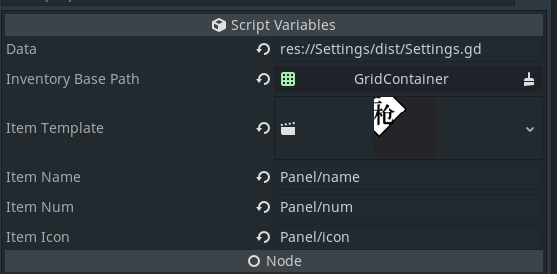 Script Variables
Data res://Settings/dist/Settings.gd
Inventory Base Path GridContainer
Item Template 枪
Item Name Panel/name
Item Num Panel/num
Item Icon Panel/icon
Node